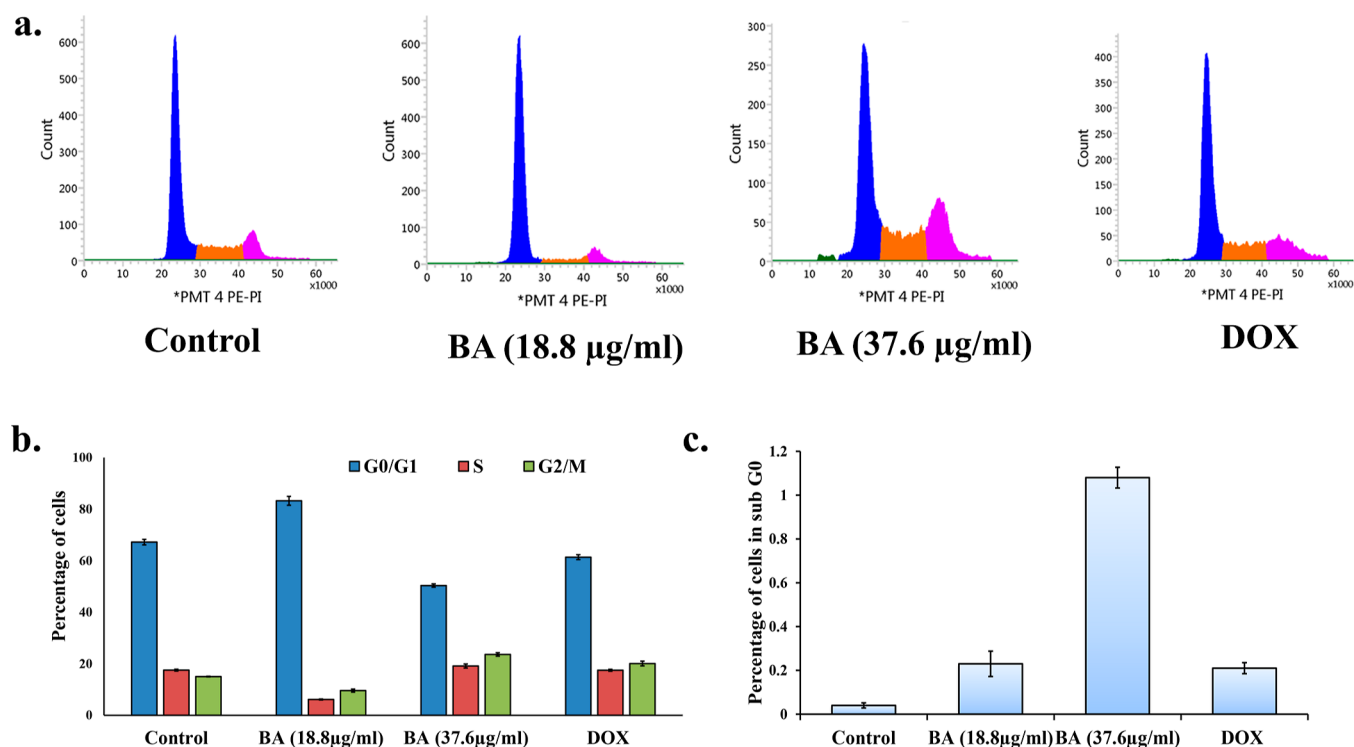 a.
600
500
400
300
200
100
0
Count
0 10 20 30 40 50 60
x1000
*PMT 4 PE-PI
Control
600
500
400
300
200
100
0
Count
0 10 20 30 40 50 60
x1000
*PMT 4 PE-PI
BA (18.8 µg/ml)
300
250
200
150
100
50
0
Count
0 10 20 30 40 50 60
x1000
*PMT 4 PE-PI
BA (37.6 µg/ml)
400
350
300
250
200
150
100
50
0
Count
0 10 20 30 40 50 60
x1000
*PMT 4 PE-PI
DOX
b.
G0/G1 S G2/M
100
80
60
40
20
0
Percentage of cells
Control BA (18.8µg/ml) BA (37.6µg/ml) DOX
c.
1.2
1
0.8
0.6
0.4
0.2
0
Percentage of cells in sub G0
Control BA (18.8µg/ml) BA (37.6µg/ml) DOX